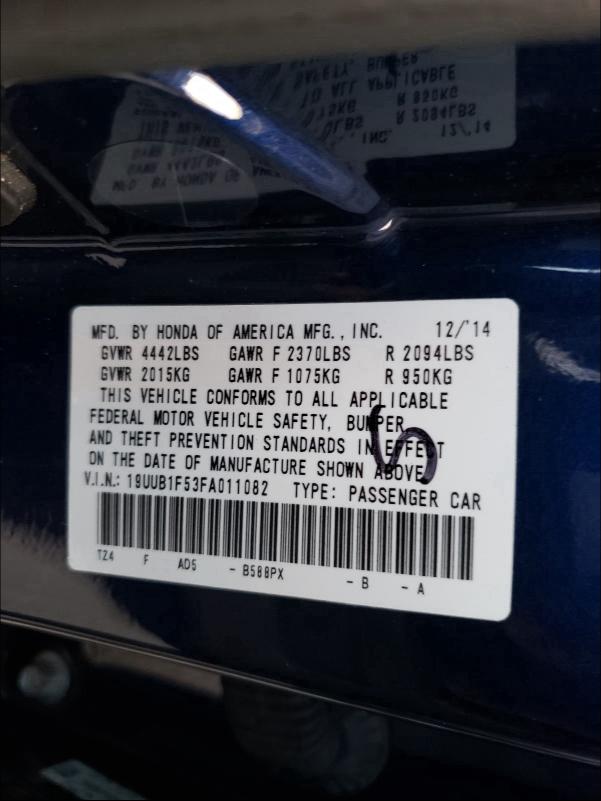 MFD. BY HONDA OF AMERICA MFG., INC. 12/'14
GVWR 4442LBS GAWR F 2370LBS R 2094LBS
GVWR 2015KG GAWR F 1075KG R 950KG
THIS VEHICLE CONFORMS TO ALL APPLICABLE
FEDERAL MOTOR VEHICLE SAFETY, BUMPER
AND THEFT PREVENTION STANDARDS IN EFFECT
ON THE DATE OF MANUFACTURE SHOWN ABOVE
V.I.N.: 19UUB1F53FA011082 TYPE: PASSENGER CAR
TZ4 F AD5 - B588PX - B - A